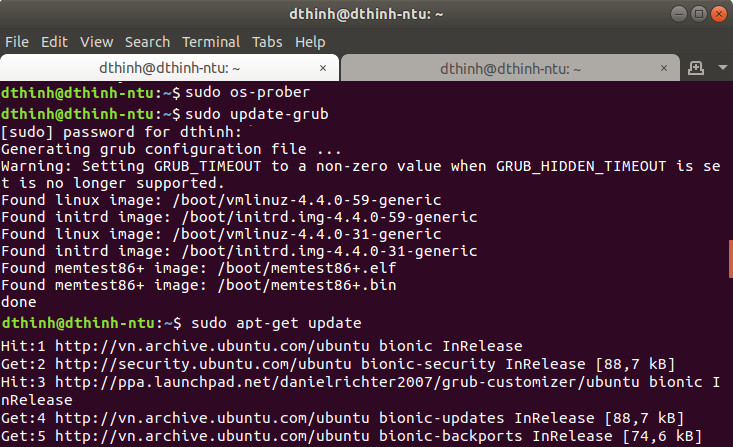 dthinh@dthinh-ntu: ~
File Edit View Search Terminal Tabs Help
dthinh@dthinh-ntu: ~ × dthinh@dthinh-ntu: ~ ×
dthinh@dthinh-ntu:~$ sudo os-prober
dthinh@dthinh-ntu:~$ sudo update-grub
[sudo] password for dthinh:
Generating grub configuration file ...
Warning: Setting GRUB_TIMEOUT to a non-zero value when GRUB_HIDDEN_TIMEOUT is se
t is no longer supported.
Found linux image: /boot/vmlinuz-4.4.0-59-generic
Found initrd image: /boot/initrd.img-4.4.0-59-generic
Found linux image: /boot/vmlinuz-4.4.0-31-generic
Found initrd image: /boot/initrd.img-4.4.0-31-generic
Found memtest86+ image: /boot/memtest86+.elf
Found memtest86+ image: /boot/memtest86+.bin
done
dthinh@dthinh-ntu:~$ sudo apt-get update
Hit:1 http://vn.archive.ubuntu.com/ubuntu bionic InRelease
Get:2 http://security.ubuntu.com/ubuntu bionic-security InRelease [88,7 kB]
Hit:3 http://ppa.launchpad.net/danielrichter2007/grub-customizer/ubuntu bionic I
nRelease
Get:4 http://vn.archive.ubuntu.com/ubuntu bionic-updates InRelease [88,7 kB]
Get:5 http://vn.archive.ubuntu.com/ubuntu bionic-backports InRelease [74,6 kB]